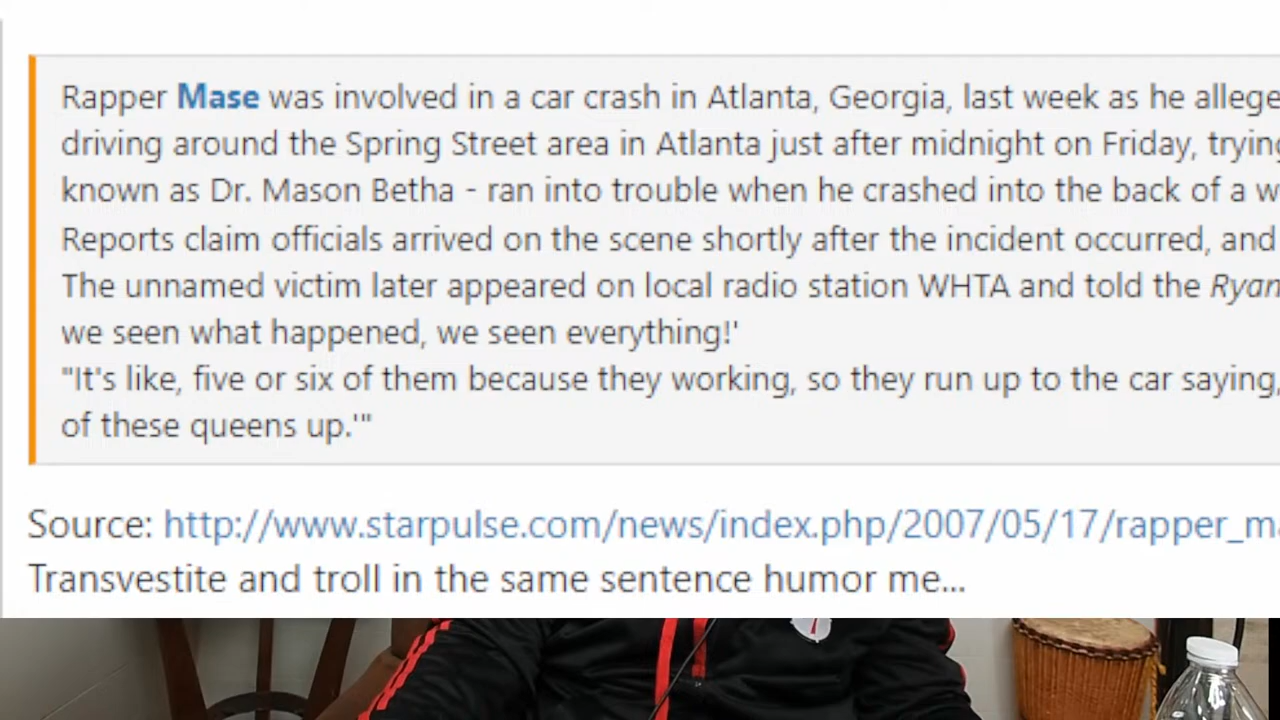 Rapper Mase was involved in a car crash in Atlanta, Georgia, last week as he
driving around the Spring Street area in Atlanta just after midnight on Friday,
known as Dr. Mason Betha - ran into trouble when he crashed into the back of a
Reports claim officials arrived on the scene shortly after the incident occurred, and
The unnamed victim later appeared on local radio station WHTA and told the Ryan
we seen what happened, we seen everything!'
"It's like, five or six of them because they working, so they run up to the car saying,
of these queens up.'"
Source: http://www.starpulse.com/news/index.php/2007/05/17/rapper_m
Transvestite and troll in the same sentence humor me...